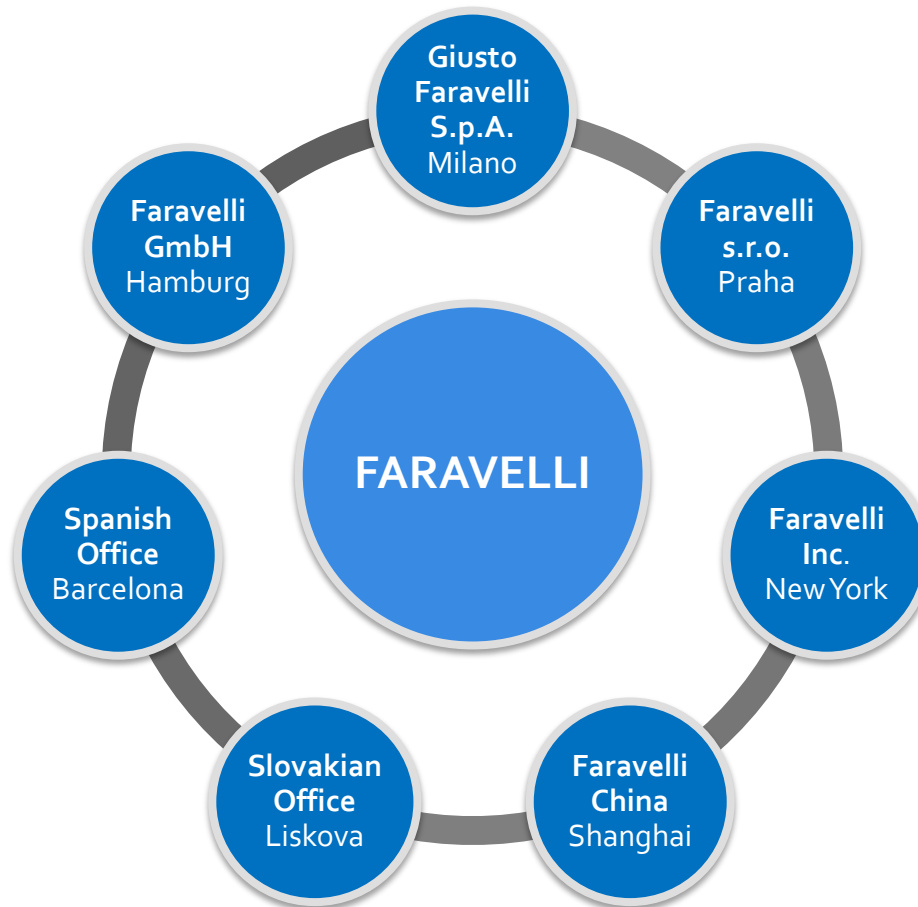 Giusto
Faravelli
S.p.A.
Milano
Faravelli
s.r.o.
Praha
Faravelli
Inc.
New York
Faravelli
China
Shanghai
Slovakian
Office
Liskova
Spanish
Office
Barcelona
Faravelli
GmbH
Hamburg
FARAVELLI